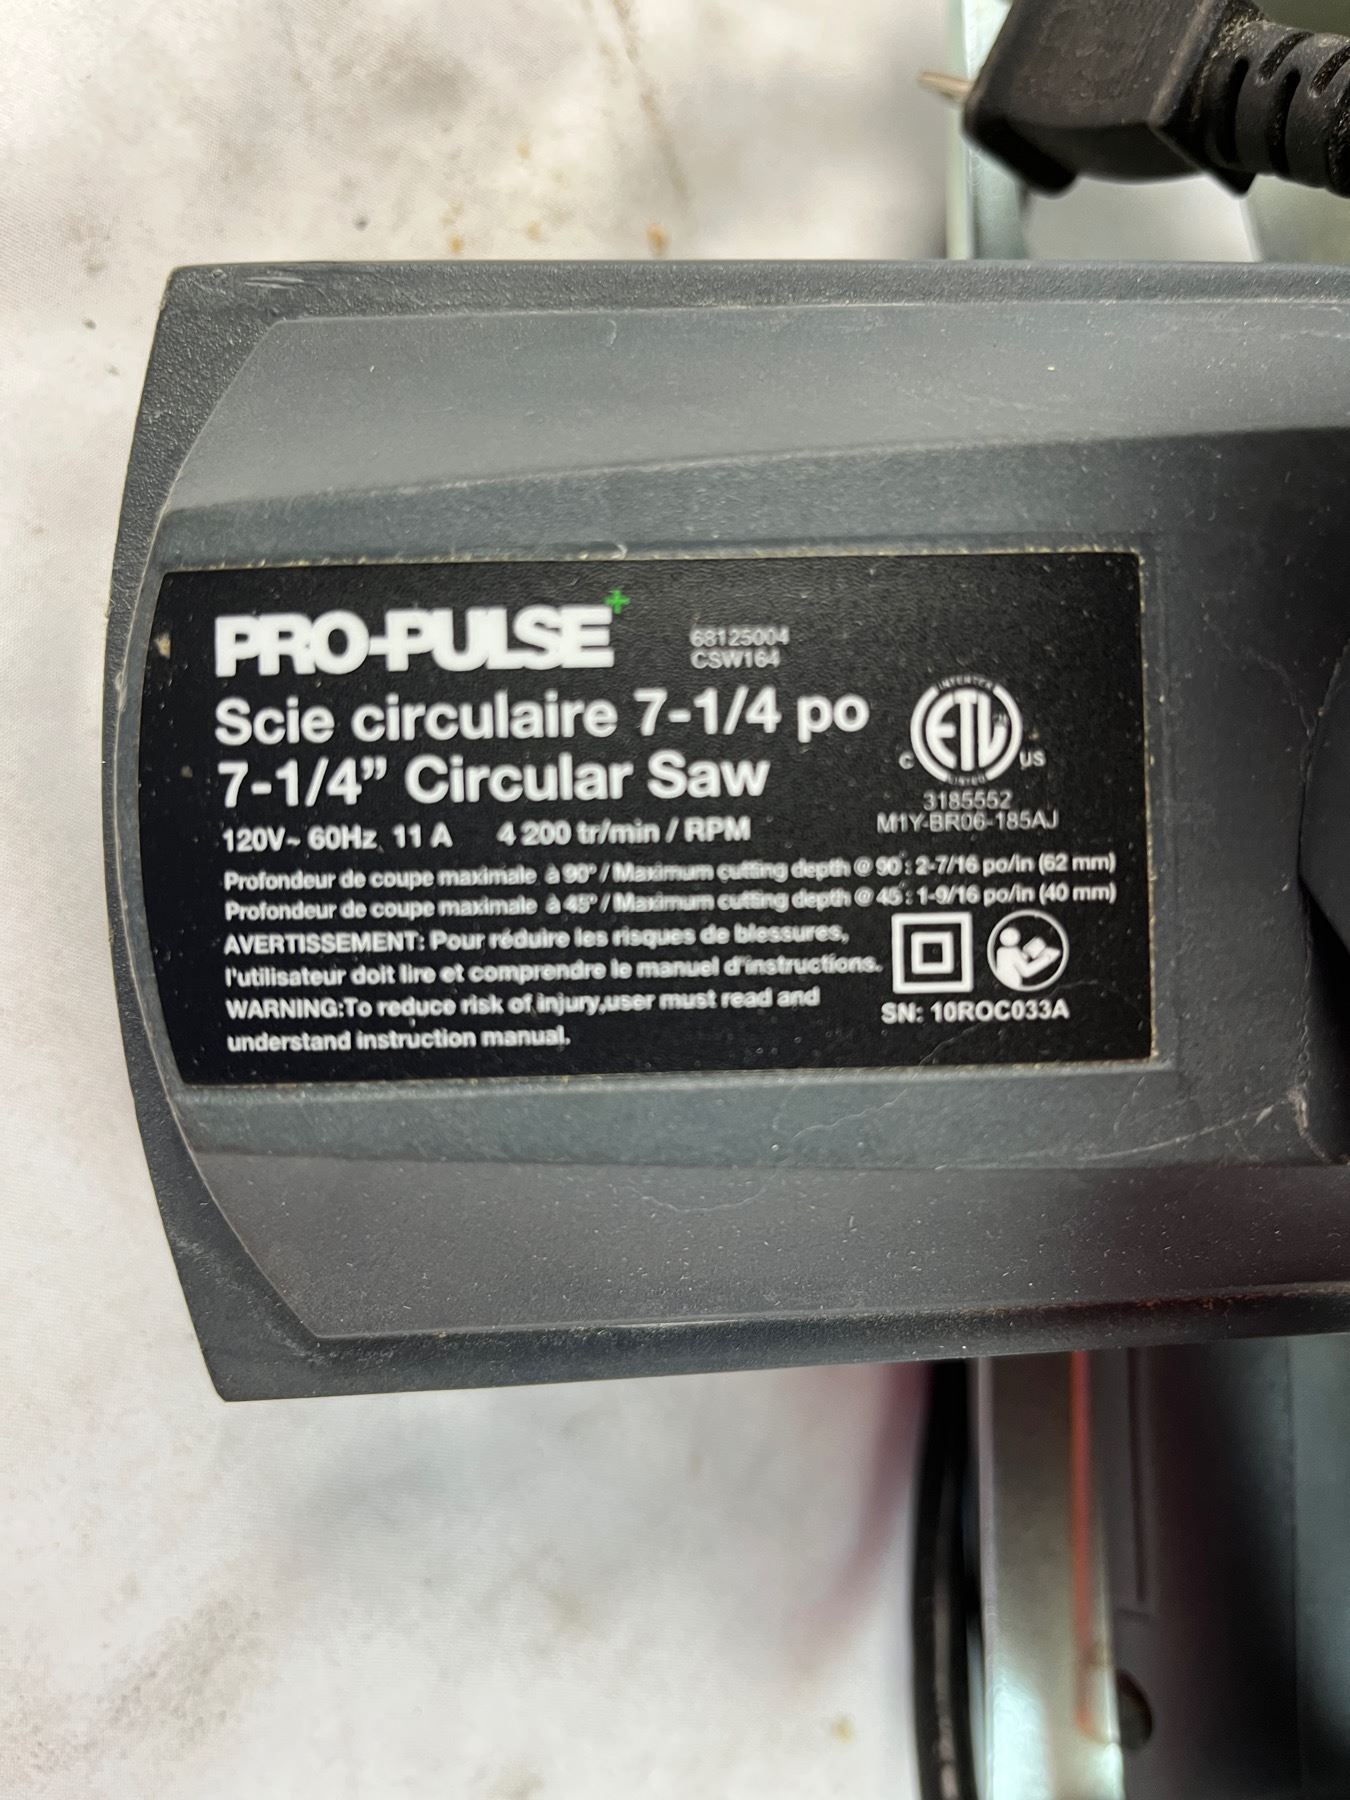 PRO-PULSE+
68125004
CSW164
Scie circulaire 7-1/4 po
7-1/4” Circular Saw
120V~ 60Hz 11 A 4 200 tr/min / RPM
INTERTEK
ETL
C US
LISTED
3185552
M1Y-BR06-185AJ
Profondeur de coupe maximale à 90° / Maximum cutting depth @ 90 : 2-7/16 po/in (62 mm)
Profondeur de coupe maximale à 45° / Maximum cutting depth @ 45 : 1-9/16 po/in (40 mm)
AVERTISSEMENT: Pour réduire les risques de blessures,
l'utilisateur doit lire et comprendre le manuel d'instructions.
WARNING:To reduce risk of injury,user must read and
understand instruction manual.
SN: 10ROC033A